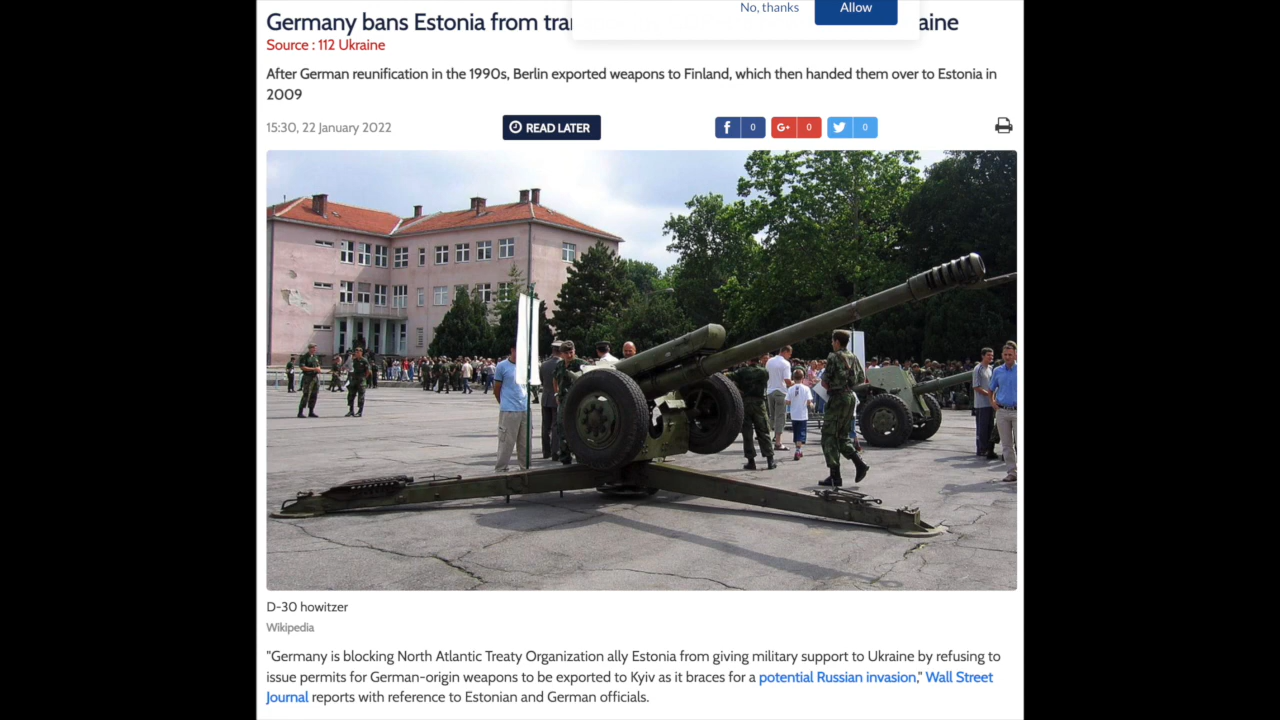 No, thanks
Allow
Germany bans Estonia from tra aine
Source : 112 Ukraine
After German reunification in the 1990s, Berlin exported weapons to Finland, which then handed them over to Estonia in
2009
15:30, 22 January 2022
READ LATER
f 0
G+ 0
0
D-30 howitzer
Wikipedia
"Germany is blocking North Atlantic Treaty Organization ally Estonia from giving military support to Ukraine by refusing to
issue permits for German-origin weapons to be exported to Kyiv as it braces for a potential Russian invasion," Wall Street
Journal reports with reference to Estonian and German officials.